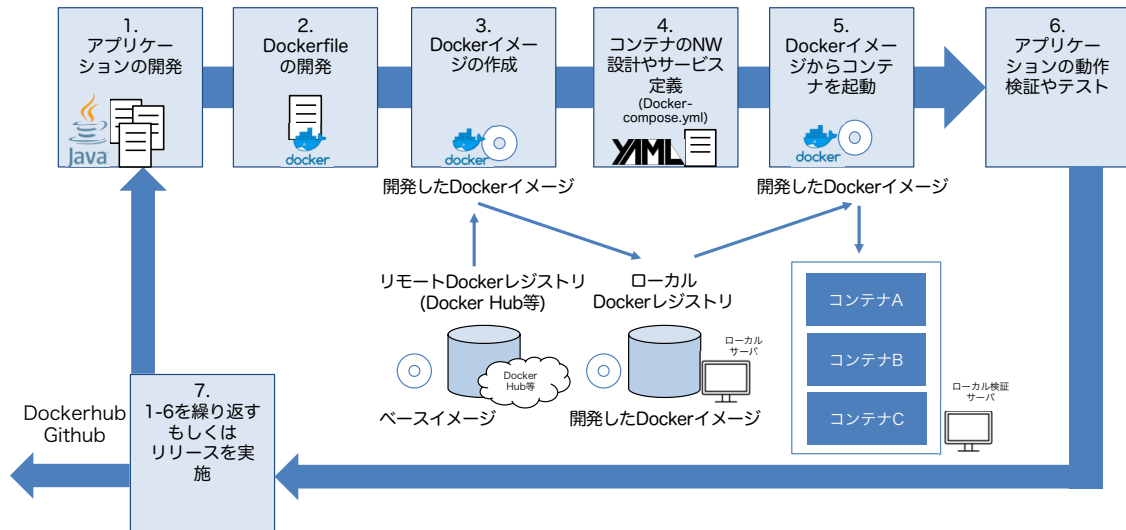 1.
アプリケー
ションの開発
Java
2.
Dockerfile
の開発
docker
3.
Dockerイメー
ジの作成
docker
4.
コンテナのNW
設計やサービス
定義
(Docker-
compose.yml)
YAML
5.
Dockerイメー
ジからコンテ
ナを起動
docker
6.
アプリケー
ションの動作
検証やテスト
開発したDockerイメージ
開発したDockerイメージ
リモートDockerレジストリ
(Docker Hub等)
ローカル
Dockerレジストリ
Docker
Hub等
ベースイメージ
ローカル
サーバ
開発したDockerイメージ
コンテナA
コンテナB
コンテナC
ローカル検証
サーバ
7.
1-6を繰り返す
もしくは
リリースを実
施
Dockerhub
Github